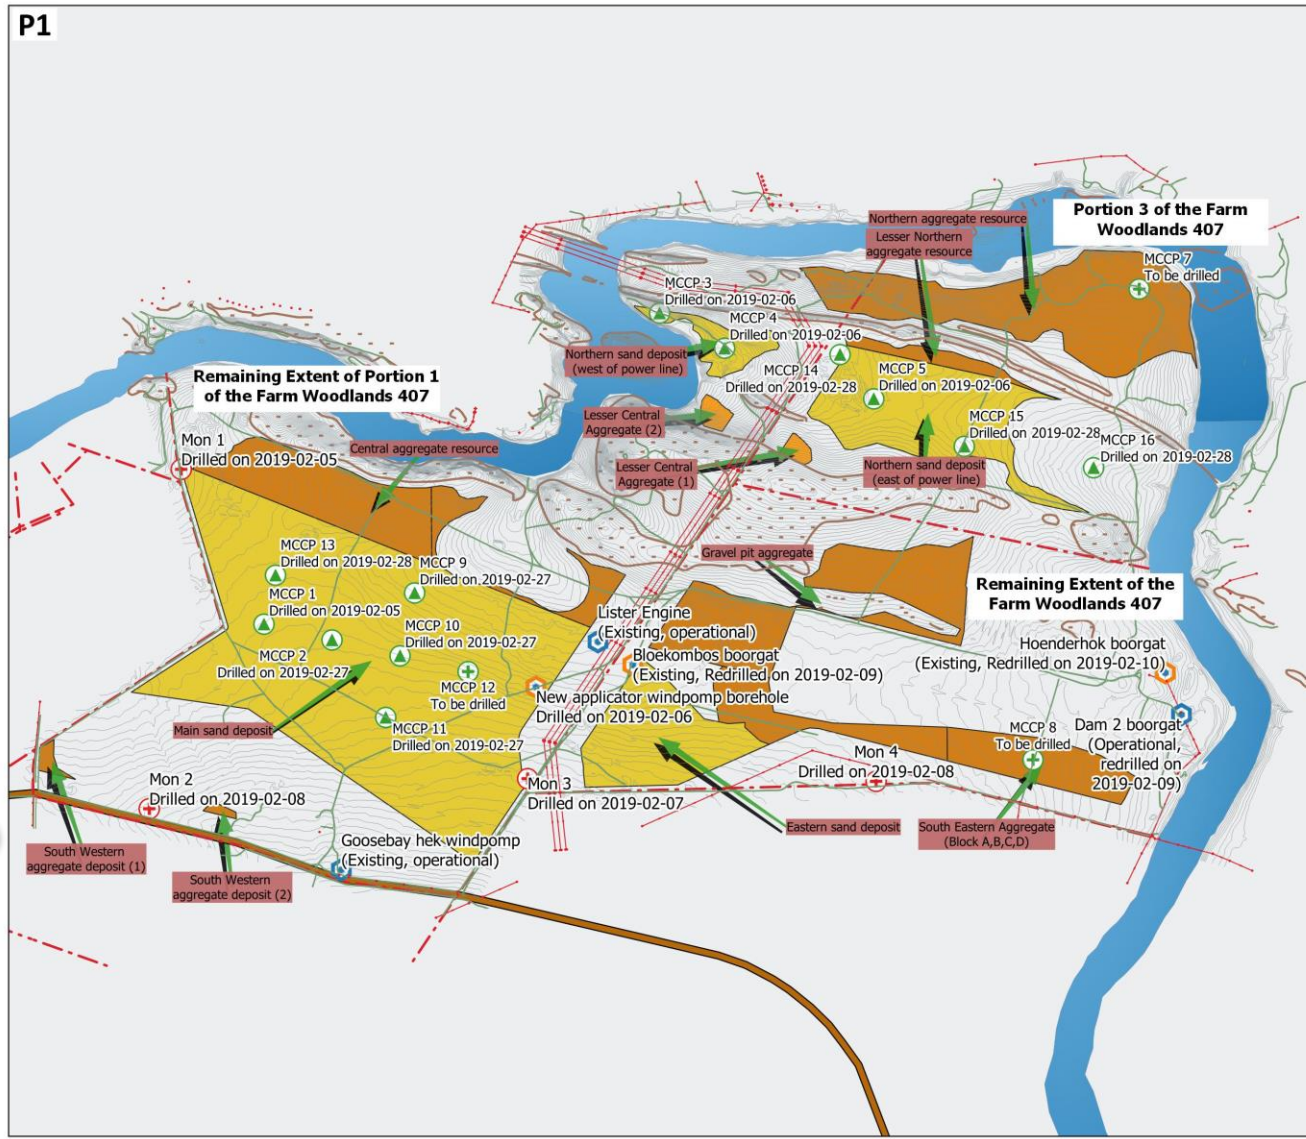 P1
Northern aggregate resource
Lesser Northern
aggregate resource
Portion 3 of the Farm
Woodlands 407
MCCP 7
To be drilled
MCCP 3
Drilled on 2019-02-06
MCCP 4
Drilled on 2019-02-06
Northern sand deposit
(west of power line)
MCCP 14
Drilled on 2019-02-28
MCCP 5
Drilled on 2019-02-06
Remaining Extent of Portion 1
of the Farm Woodlands 407
Lesser Central
Aggregate (2)
MCCP 15
Drilled on 2019-02-28
MCCP 16
Drilled on 2019-02-28
Mon 1
Drilled on 2019-02-05
Central aggregate resource
Lesser Central
Aggregate (1)
Northern sand deposit
(east of power line)
MCCP 13
Drilled on 2019-02-28
MCCP 9
Drilled on 2019-02-27
Gravel pit aggregate
Remaining Extent of the
Farm Woodlands 407
MCCP 1
Drilled on 2019-02-05
MCCP 10
Drilled on 2019-02-27
Lister Engine
(Existing, operational)
MCCP 2
Drilled on 2019-02-27
Bloekombos boorgat
(Existing, Redrilled on 2019-02-09)
Hoenderhok boorgat
(Existing, Redrilled on 2019-02-10)
MCCP 12
To be drilled
New applicator windpomp borehole
Drilled on 2019-02-06
Main sand deposit
MCCP 11
Drilled on 2019-02-27
MCCP 8
To be drilled
Dam 2 boorgat
(Operational,
redrilled on
2019-02-09)
Mon 2
Drilled on 2019-02-08
Mon 3
Drilled on 2019-02-07
Mon 4
Drilled on 2019-02-08
South Western
aggregate deposit (1)
Goosebay hek windpomp
(Existing, operational)
Eastern sand deposit
South Eastern Aggregate
(Block A,B,C,D)
South Western
aggregate deposit (2)